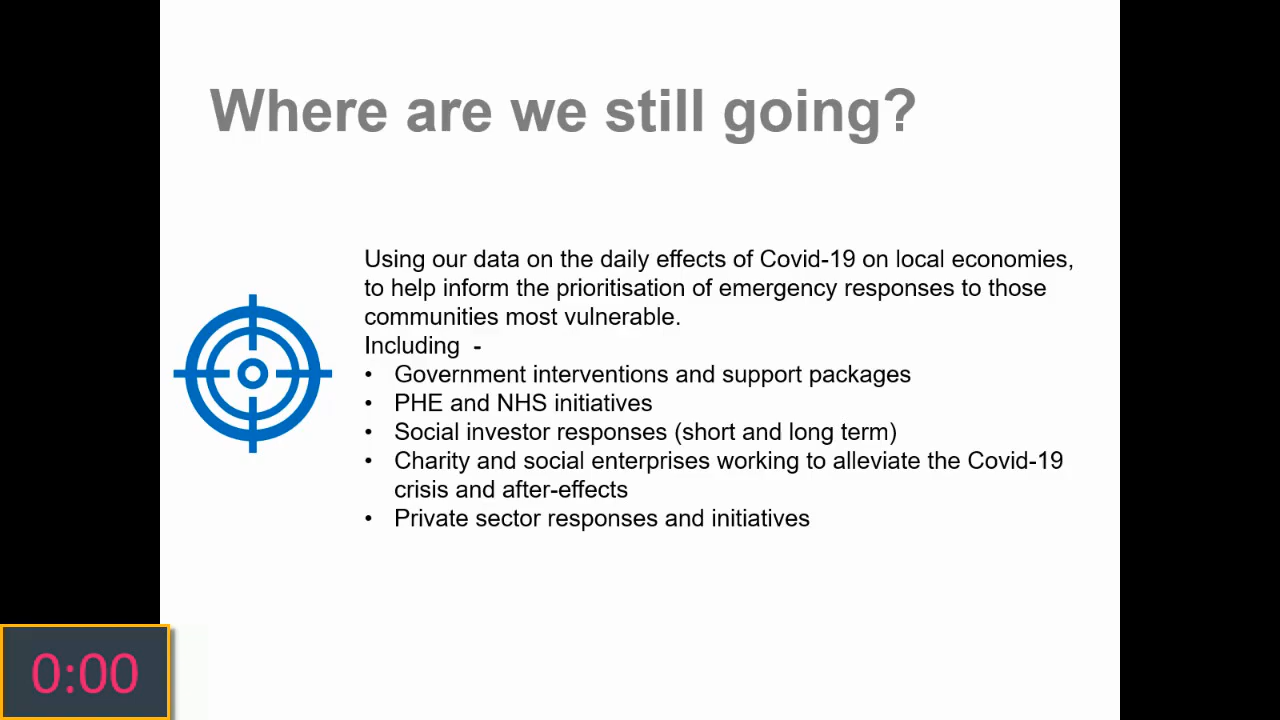 Where are we still going?
Using our data on the daily effects of Covid-19 on local economies,
to help inform the prioritisation of emergency responses to those
communities most vulnerable.
Including -
• Government interventions and support packages
• PHE and NHS initiatives
• Social investor responses (short and long term)
• Charity and social enterprises working to alleviate the Covid-19
crisis and after-effects
• Private sector responses and initiatives
0:00